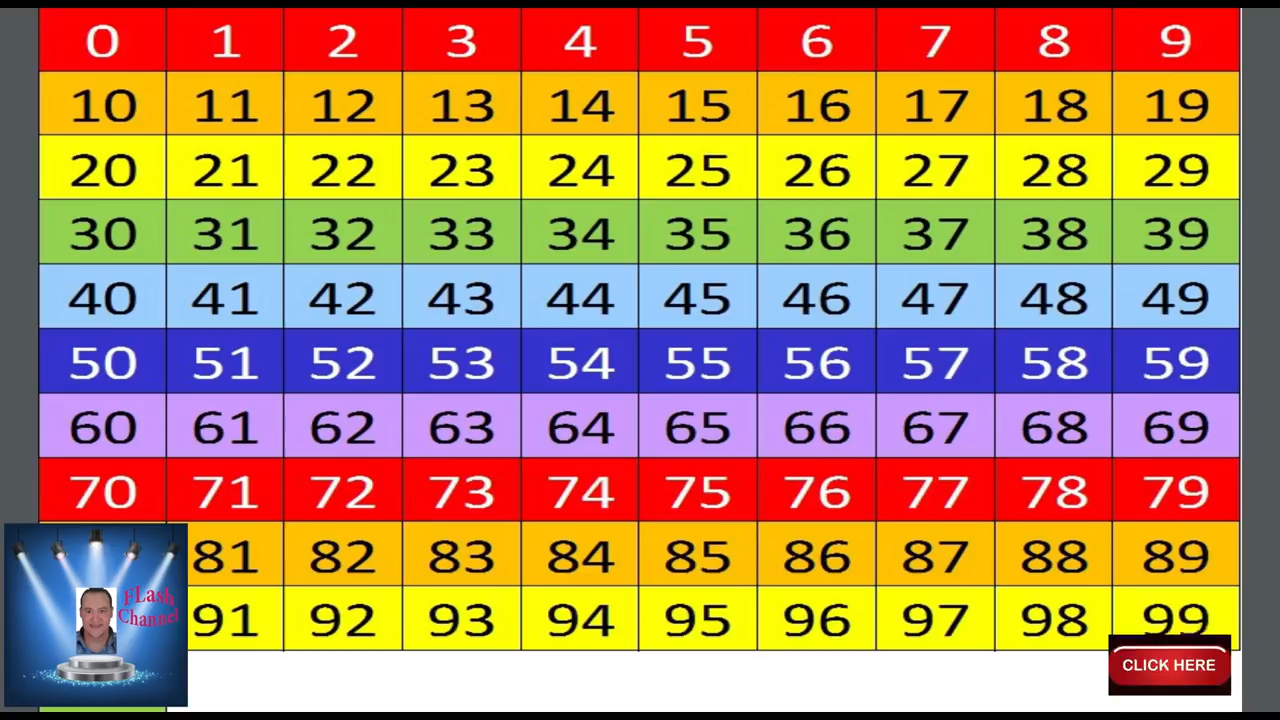 0 1 2 3 4 5 6 7 8 9
10 11 12 13 14 15 16 17 18 19
20 21 22 23 24 25 26 27 28 29
30 31 32 33 34 35 36 37 38 39
40 41 42 43 44 45 46 47 48 49
50 51 52 53 54 55 56 57 58 59
60 61 62 63 64 65 66 67 68 69
70 71 72 73 74 75 76 77 78 79
81 82 83 84 85 86 87 88 89
91 92 93 94 95 96 97 98 99
FLash
Channel
CLICK HERE